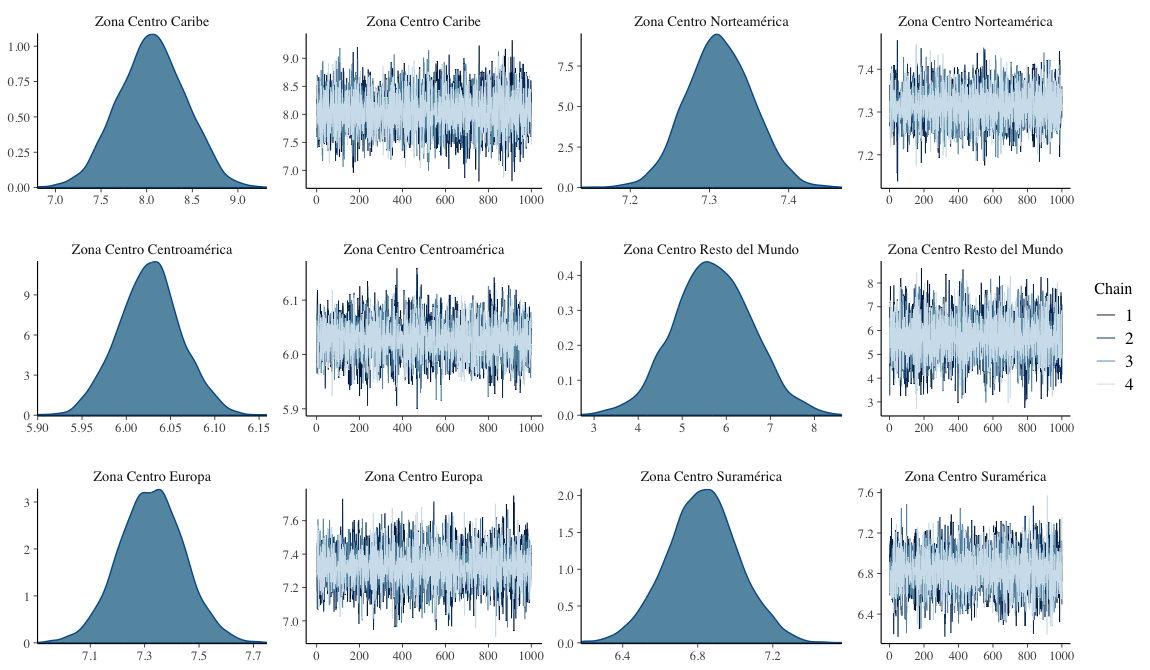 Zona Centro Caribe
Zona Centro Caribe
Zona Centro Norteamérica
Zona Centro Norteamérica
1.00
0.75
0.50
0.25
0.00
7.0 7.5 8.0 8.5 9.0
9.0
8.5
8.0
7.5
7.0
0 200 400 600 800 1000
7.5
5.0
2.5
0.0
7.2 7.3 7.4
7.4
7.3
7.2
0 200 400 600 800 1000
Zona Centro Centroamérica
Zona Centro Centroamérica
Zona Centro Resto del Mundo
Zona Centro Resto del Mundo
9
6
3
0
5.90 5.95 6.00 6.05 6.10 6.15
6.1
6.0
5.9
0 200 400 600 800 1000
0.4
0.3
0.2
0.1
0.0
3 4 5 6 7 8
8
7
6
5
4
3
0 200 400 600 800 1000
Chain
1
2
3
4
Zona Centro Europa
Zona Centro Europa
Zona Centro Suramérica
Zona Centro Suramérica
3
2
1
0
7.1 7.3 7.5 7.7
7.6
7.4
7.2
7.0
0 200 400 600 800 1000
2.0
1.5
1.0
0.5
0.0
6.4 6.8 7.2
7.6
7.2
6.8
6.4
0 200 400 600 800 1000